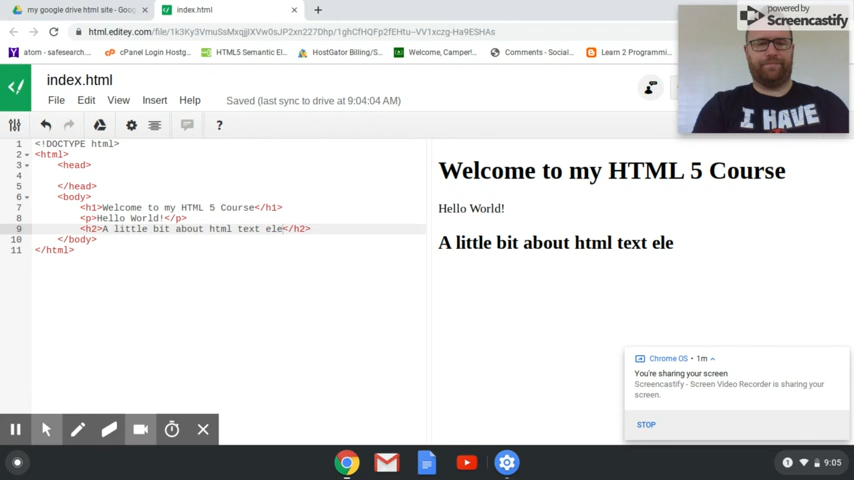 my google drive html site - Goog
index.html
powered by
Screencastify
html.editey.com/file/1k3Ky3VmuSsMxqjjlXVw0sJP2xn227Dhp/1ghCfHQFp2fEHtu--VV1xczg-Ha9ESHAs
atom - safesearch....
cPanel Login Hostg...
HTML5 Semantic El...
HostGator Billing/S...
Welcome, Camper!...
Comments - Social...
Learn 2 Programmi...
index.html
File Edit View Insert Help Saved (last sync to drive at 9:04:04 AM)
I HAVE
1 <!DOCTYPE html>
2 <html>
3 <head>
4
5 </head>
6 <body>
7 <h1>Welcome to my HTML 5 Course</h1>
8 <p>Hello World!</p>
9 <h2>A little bit about html text ele</h2>
10 </body>
11 </html>
Welcome to my HTML 5 Course
Hello World!
A little bit about html text ele
Chrome OS • 1m
You're sharing your screen
Screencastify - Screen Video Recorder is sharing your
screen.
STOP
1 9:05